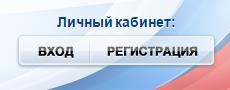 Личный кабинет:
ВХОД РЕГИСТРАЦИЯ